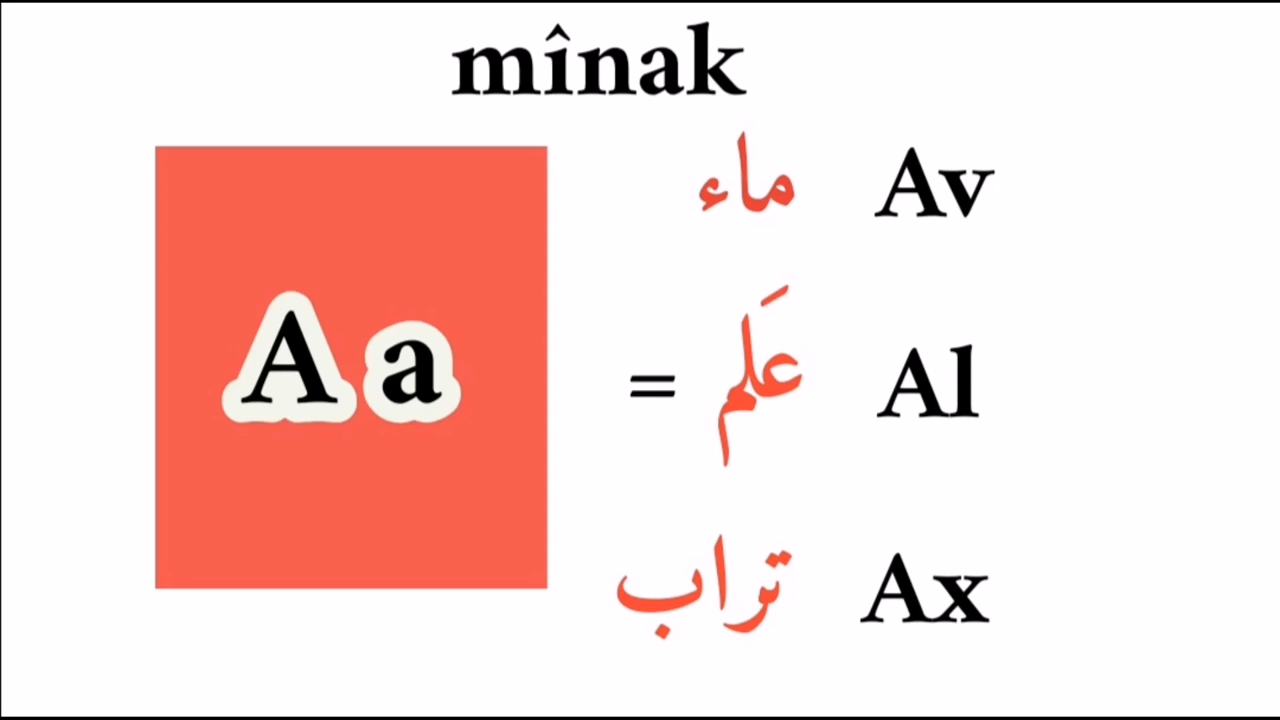 mînak
ماء Av
Aa
= عَلم Al
تراب Ax